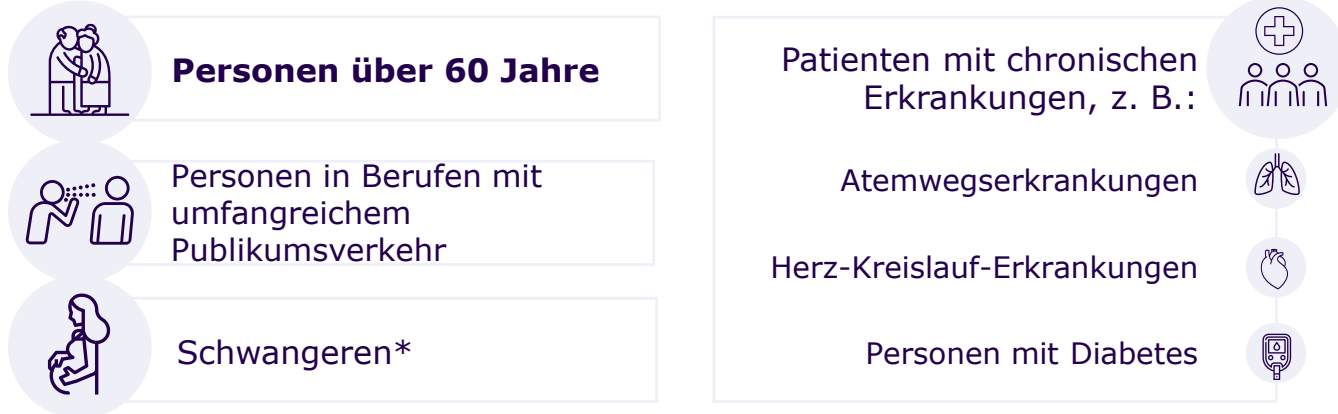 Personen über 60 Jahre
Personen in Berufen mit
umfangreichem
Publikumsverkehr
Schwangeren*
Patienten mit chronischen
Erkrankungen, z. B.:
Atemwegserkrankungen
Herz-Kreislauf-Erkrankungen
Personen mit Diabetes